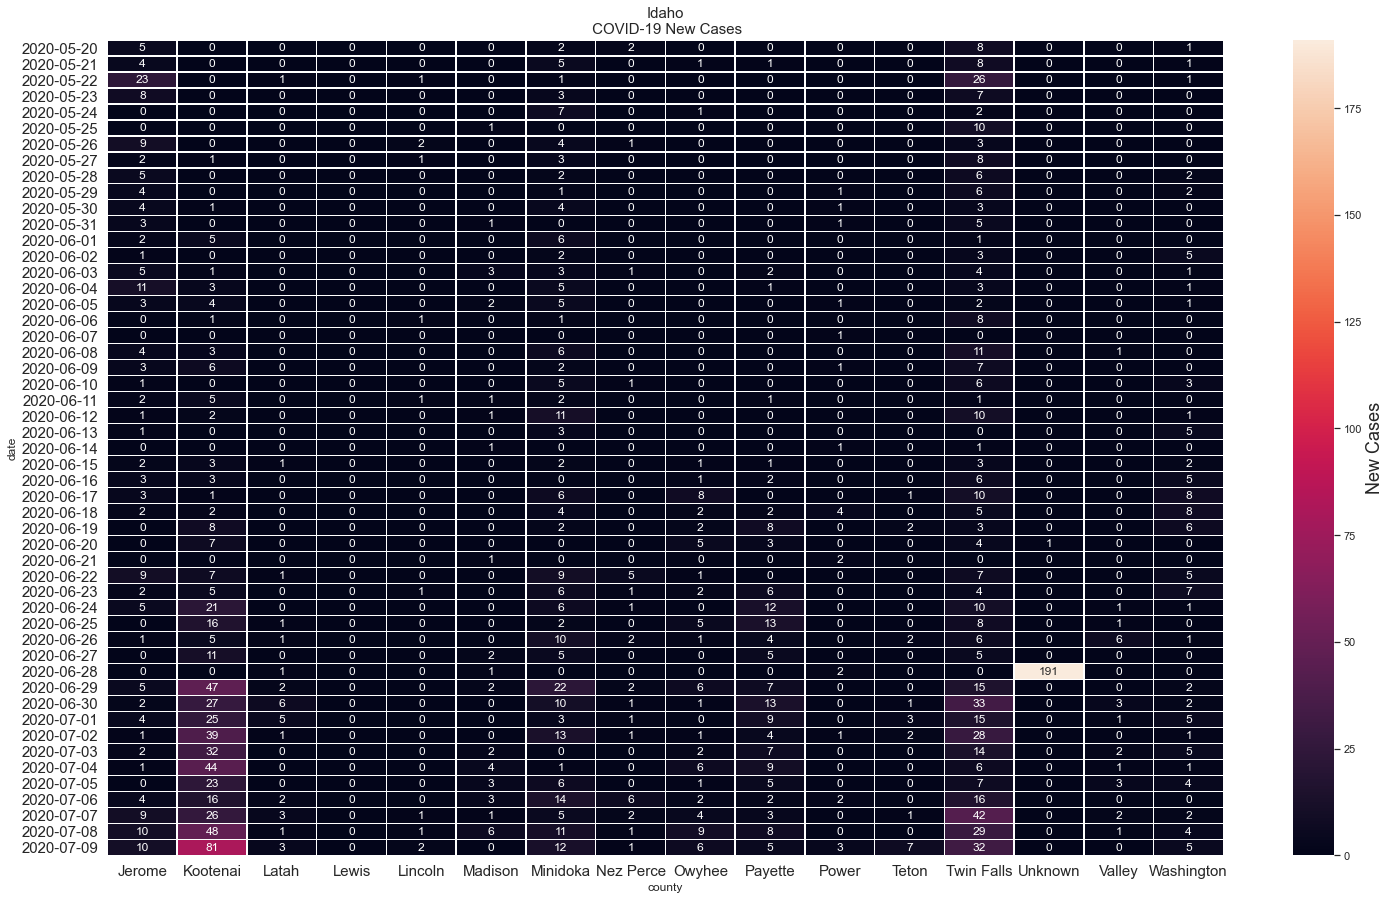 Idaho
COVID-19 New Cases
2020-05-20 5 0 0 0 0 0 2 2 0 0 0 0 8 0 0 1
2020-05-21 4 0 0 0 0 0 5 0 1 1 0 0 8 0 0 1
2020-05-22 23 0 1 0 1 0 1 0 0 0 0 0 26 0 0 1
2020-05-23 8 0 0 0 0 0 3 0 0 0 0 0 7 0 0 0
2020-05-24 0 0 0 0 0 0 7 0 1 0 0 0 2 0 0 0
2020-05-25 0 0 0 0 0 1 0 0 0 0 0 0 10 0 0 0
2020-05-26 9 0 0 0 2 0 4 1 0 0 0 0 3 0 0 0
2020-05-27 2 1 0 0 1 0 3 0 0 0 0 0 8 0 0 0
2020-05-28 5 0 0 0 0 0 2 0 0 0 0 0 6 0 0 2
2020-05-29 4 0 0 0 0 0 1 0 0 0 1 0 6 0 0 2
2020-05-30 4 1 0 0 0 0 4 0 0 0 1 0 3 0 0 0
2020-05-31 3 0 0 0 0 1 0 0 0 0 1 0 5 0 0 0
2020-06-01 2 5 0 0 0 0 6 0 0 0 0 0 1 0 0 0
2020-06-02 1 0 0 0 0 0 2 0 0 0 0 0 3 0 0 5
2020-06-03 5 1 0 0 0 3 3 1 0 2 0 0 4 0 0 1
2020-06-04 11 3 0 0 0 0 5 0 0 1 0 0 3 0 0 1
2020-06-05 3 4 0 0 0 2 5 0 0 0 1 0 2 0 0 1
2020-06-06 0 1 0 0 1 0 1 0 0 0 0 0 8 0 0 0
2020-06-07 0 0 0 0 0 0 0 0 0 0 1 0 0 0 0 0
2020-06-08 4 3 0 0 0 0 6 0 0 0 0 0 11 0 1 0
2020-06-09 3 6 0 0 0 0 2 0 0 0 1 0 7 0 0 0
2020-06-10 1 0 0 0 0 0 5 1 0 0 0 0 6 0 0 3
2020-06-11 2 5 0 0 1 1 2 0 0 1 0 0 1 0 0 0
2020-06-12 1 2 0 0 0 1 11 0 0 0 0 0 10 0 0 1
2020-06-13 1 0 0 0 0 0 3 0 0 0 0 0 0 0 0 5
2020-06-14 0 0 0 0 0 1 0 0 0 0 1 0 1 0 0 0
2020-06-15 2 3 1 0 0 0 2 0 1 1 0 0 3 0 0 2
2020-06-16 3 3 0 0 0 0 0 0 1 2 0 0 6 0 0 5
2020-06-17 3 1 0 0 0 0 6 0 8 0 0 1 10 0 0 8
2020-06-18 2 2 0 0 0 0 4 0 2 2 4 0 5 0 0 8
2020-06-19 0 8 0 0 0 0 2 0 2 8 0 2 3 0 0 6
2020-06-20 0 7 0 0 0 0 0 0 5 3 0 0 4 1 0 0
2020-06-21 0 0 0 0 0 1 0 0 0 0 2 0 0 0 0 0
2020-06-22 9 7 1 0 0 0 9 5 1 0 0 0 7 0 0 5
2020-06-23 2 5 0 0 1 0 6 1 2 6 0 0 4 0 0 7
2020-06-24 5 21 0 0 0 0 6 1 0 12 0 0 10 0 1 1
2020-06-25 0 16 1 0 0 0 2 0 5 13 0 0 8 0 1 0
2020-06-26 1 5 1 0 0 0 10 2 1 4 0 2 6 0 6 1
2020-06-27 0 11 0 0 0 2 5 0 0 5 0 0 5 0 0 0
2020-06-28 0 0 1 0 0 1 0 0 0 0 2 0 0 191 0 0
2020-06-29 5 47 2 0 0 2 22 2 6 7 0 0 15 0 0 2
2020-06-30 2 27 6 0 0 0 10 1 1 13 0 1 33 0 3 2
2020-07-01 4 25 5 0 0 0 3 1 0 9 0 3 15 0 1 5
2020-07-02 1 39 1 0 0 0 13 1 1 4 1 2 28 0 0 1
2020-07-03 2 32 0 0 0 2 0 0 2 7 0 0 14 0 2 5
2020-07-04 1 44 0 0 0 4 1 0 6 9 0 0 6 0 1 1
2020-07-05 0 23 0 0 0 3 6 0 1 5 0 0 7 0 3 4
2020-07-06 4 16 2 0 0 3 14 6 2 2 2 0 16 0 0 0
2020-07-07 9 26 3 0 1 1 5 2 4 3 0 1 42 0 2 2
2020-07-08 10 48 1 0 1 6 11 1 9 8 0 0 29 0 1 4
2020-07-09 10 81 3 0 2 0 12 1 6 5 3 7 32 0 0 5
Jerome Kootenai Latah Lewis Lincoln Madison Minidoka Nez Perce Owyhee Payette Power Teton Twin Falls Unknown Valley Washington
county
date
175
150
125
100
75
50
25
0
New Cases